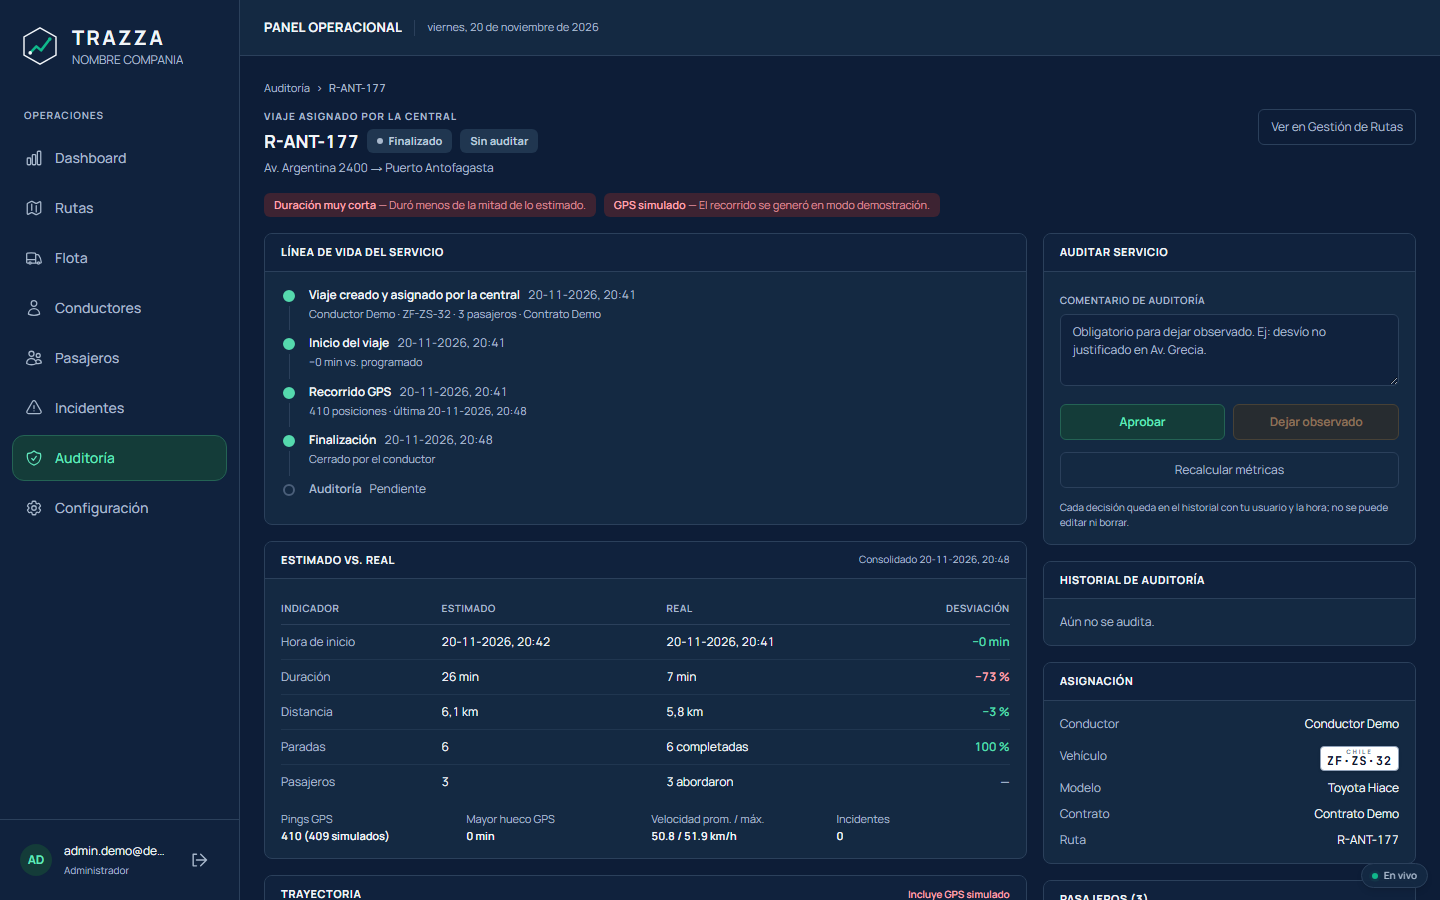 TRAZZA
NOMBRE COMPANIA
OPERACIONES
Dashboard
Rutas
Flota
Conductores
Pasajeros
Incidentes
Auditoría
Configuración
AD
admin.demo@de...
Administrador
PANEL OPERACIONAL
viernes, 20 de noviembre de 2026
Auditoría › R-ANT-177
VIAJE ASIGNADO POR LA CENTRAL
R-ANT-177 Finalizado Sin auditar
Av. Argentina 2400 → Puerto Antofagasta
Ver en Gestión de Rutas
Duración muy corta — Duró menos de la mitad de lo estimado.
GPS simulado — El recorrido se generó en modo demostración.
LÍNEA DE VIDA DEL SERVICIO
Viaje creado y asignado por la central 20-11-2026, 20:41
Conductor Demo · ZF-ZS-32 · 3 pasajeros · Contrato Demo
Inicio del viaje 20-11-2026, 20:41
−0 min vs. programado
Recorrido GPS 20-11-2026, 20:41
410 posiciones · última 20-11-2026, 20:48
Finalización 20-11-2026, 20:48
Cerrado por el conductor
Auditoría Pendiente
ESTIMADO VS. REAL
Consolidado 20-11-2026, 20:48
INDICADOR ESTIMADO REAL DESVIACIÓN
Hora de inicio 20-11-2026, 20:42 20-11-2026, 20:41 −0 min
Duración 26 min 7 min −73 %
Distancia 6,1 km 5,8 km −3 %
Paradas 6 6 completadas 100 %
Pasajeros 3 3 abordaron —
Pings GPS Mayor hueco GPS Velocidad prom. / máx. Incidentes
410 (409 simulados) 0 min 50.8 / 51.9 km/h 0
TRAYECTORIA
Incluye GPS simulado
AUDITAR SERVICIO
COMENTARIO DE AUDITORÍA
Obligatorio para dejar observado. Ej: desvío no
justificado en Av. Grecia.
Aprobar
Dejar observado
Recalcular métricas
Cada decisión queda en el historial con tu usuario y la hora; no se puede
editar ni borrar.
HISTORIAL DE AUDITORÍA
Aún no se audita.
ASIGNACIÓN
Conductor Conductor Demo
CHILE
Vehículo ZF·ZS·32
Modelo Toyota Hiace
Contrato Contrato Demo
Ruta R-ANT-177
En vivo
PASAJEROS (3)